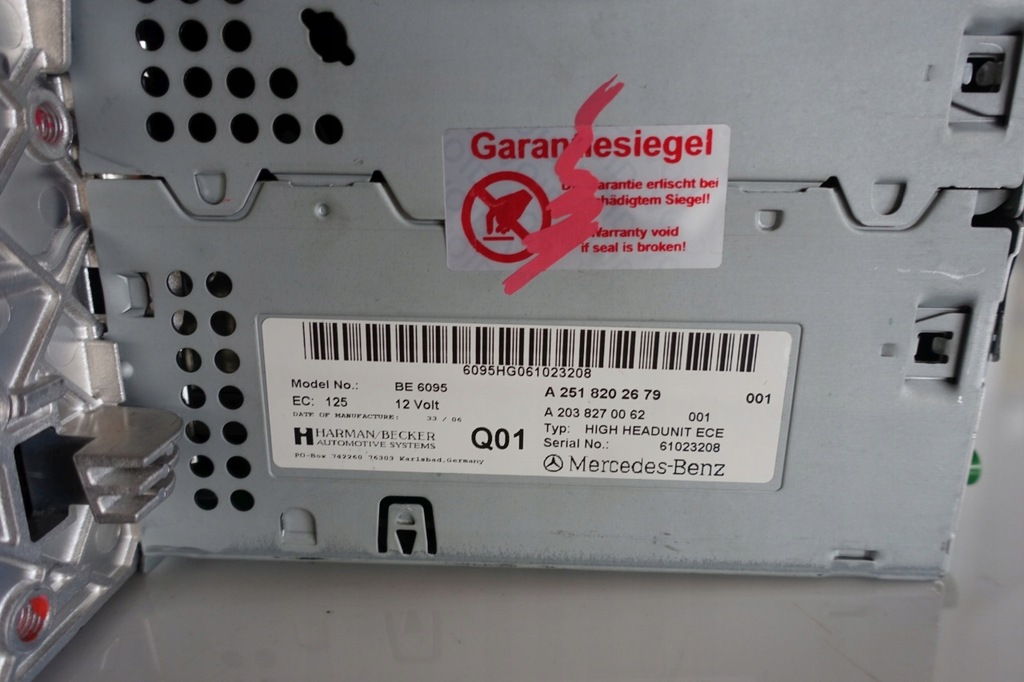 Garantiesiegel
Die Garantie erlischt bei
beschädigtem Siegel!
Warranty void
if seal is broken!
6095HG061023208
Model No.: BE 6095
EC: 125 12 Volt
DATE OF MANUFACTURE: 33 / 06
HARMAN/BECKER
AUTOMOTIVE SYSTEMS
PO-Box 742260 76303 Karlsbad,Germany
Q01
A 251 820 26 79 001
A 203 827 00 62 001
Typ: HIGH HEADUNIT ECE
Serial No.: 61023208
Mercedes-Benz